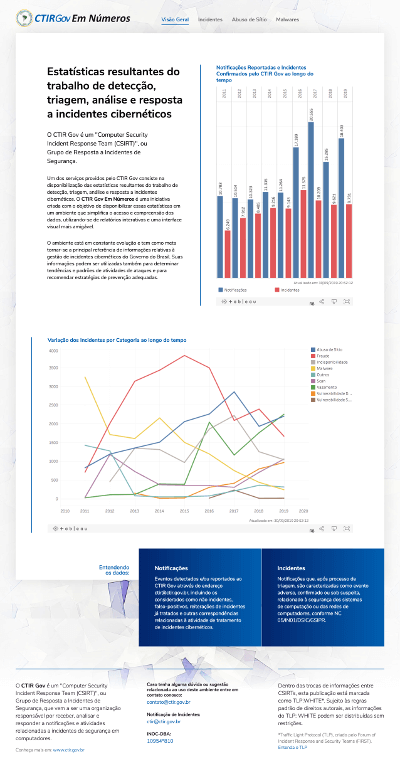 CTIRGov Em Números
Visão Geral Incidentes Abuso de Sítio Malwares
Estatísticas resultantes do
trabalho de detecção,
triagem, análise e resposta
a incidentes cibernéticos
O CTIR Gov é um "Computer Security
Incident Response Team (CSIRT)", ou
Grupo de Resposta a Incidentes de
Segurança.
Um dos serviços providos pelo CTIR Gov consiste na
disponibilização das estatísticas resultantes do trabalho de
detecção, triagem, análise e resposta a incidentes
cibernéticos. O CTIR Gov Em Números é uma iniciativa
criada com o objetivo de disponibilizar essas estatísticas em
um ambiente que simplifica o acesso e compreensão dos
dados, utilizando-se de relatórios interativos e uma interface
visual mais amigável.
O ambiente está em constante evolução e tem como meta
tornar-se a principal referência de informações relativas à
gestão de incidentes cibernéticos do Governo do Brasil. Suas
informações podem ser utilizadas também para determinar
tendências e padrões de atividades de ataques e para
recomendar estratégias de prevenção adequadas.
Notificações Reportadas e Incidentes
Confirmados pelo CTIR Gov ao longo do
tempo
2011 2012 2013 2014 2015 2016 2017 2018 2019
Notificações Incidentes
+ a b l e a u
Variação dos Incidentes por Categoria ao longo do tempo
4000
3500
3000
2500
2000
1500
1000
500
0
2010 2011 2012 2013 2014 2015 2016 2017 2018 2019 2020
Abuso de Sítio
Fraude
Indisponibilidade
Malware
Outros
Scan
Vazamento
Vulnerabilidade D...
Vulnerabilidade S...
+ a b l e a u
Entendendo
os dados:
Notificações
Eventos detectados e/ou reportados ao
CTIR Gov através do endereço
ctir@ctir.gov.br, incluindo os
considerados como não incidentes,
falso-positivos, reiterações de incidentes
já tratados e outras correspondências
relacionadas à atividade de tratamento
de incidentes cibernéticos.
Incidentes
Notificações que, após processo de
triagem, são caracterizadas como evento
adverso, confirmado ou sob suspeita,
relacionado à segurança dos sistemas
de computação ou das redes de
computadores, conforme NC
05/IN01/DSIC/GSIPR.
O CTIR Gov é um "Computer Security
Incident Response Team (CSIRT)", ou
Grupo de Resposta a Incidentes de
Segurança, que vem a ser uma organização
responsável por receber, analisar e
responder a notificações e atividades
relacionadas a incidentes de segurança em
computadores.
Conheça mais em www.ctir.gov.br
Caso tenha alguma dúvida ou sugestão
relacionada ao uso deste ambiente entre em
contato conosco:
contato@ctir.gov.br
Notificação de Incidentes:
ctir@ctir.gov.br
INOC-DBA:
10954*810
Dentro das trocas de informações entre
CSIRTs, esta publicação está marcada
como TLP:WHITE*. Sujeito às regras
padrão de direitos autorais, as informações
do TLP: WHITE podem ser distribuídas sem
restrições.
*Traffic Light Protocol (TLP), criado pelo Forum of
Incident Response and Security Teams (FIRST).
Entenda o TLP